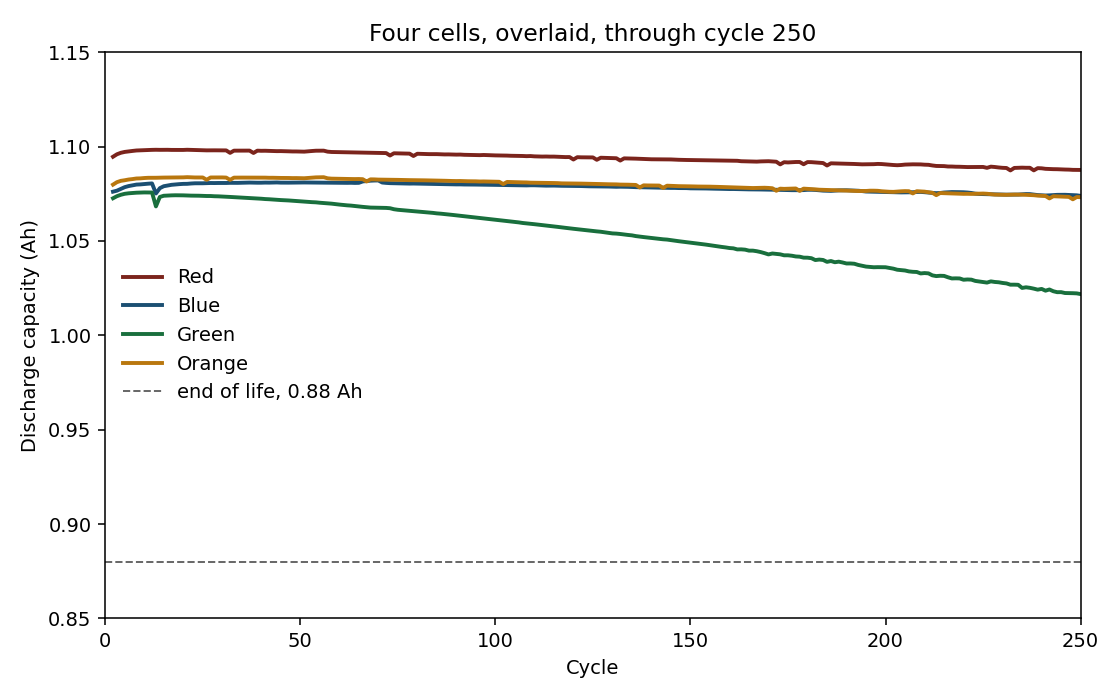 Four cells, overlaid, through cycle 250
Discharge capacity (Ah)
1.15
1.10
1.05
1.00
0.95
0.90
0.85
Red
Blue
Green
Orange
end of life, 0.88 Ah
0
50
100
150
200
250
Cycle